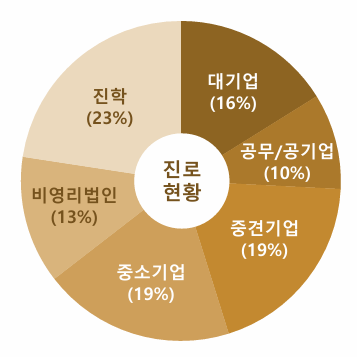 진로
현황
대기업
(16%)
공무/공기업
(10%)
중견기업
(19%)
중소기업
(19%)
비영리법인
(13%)
진학
(23%)